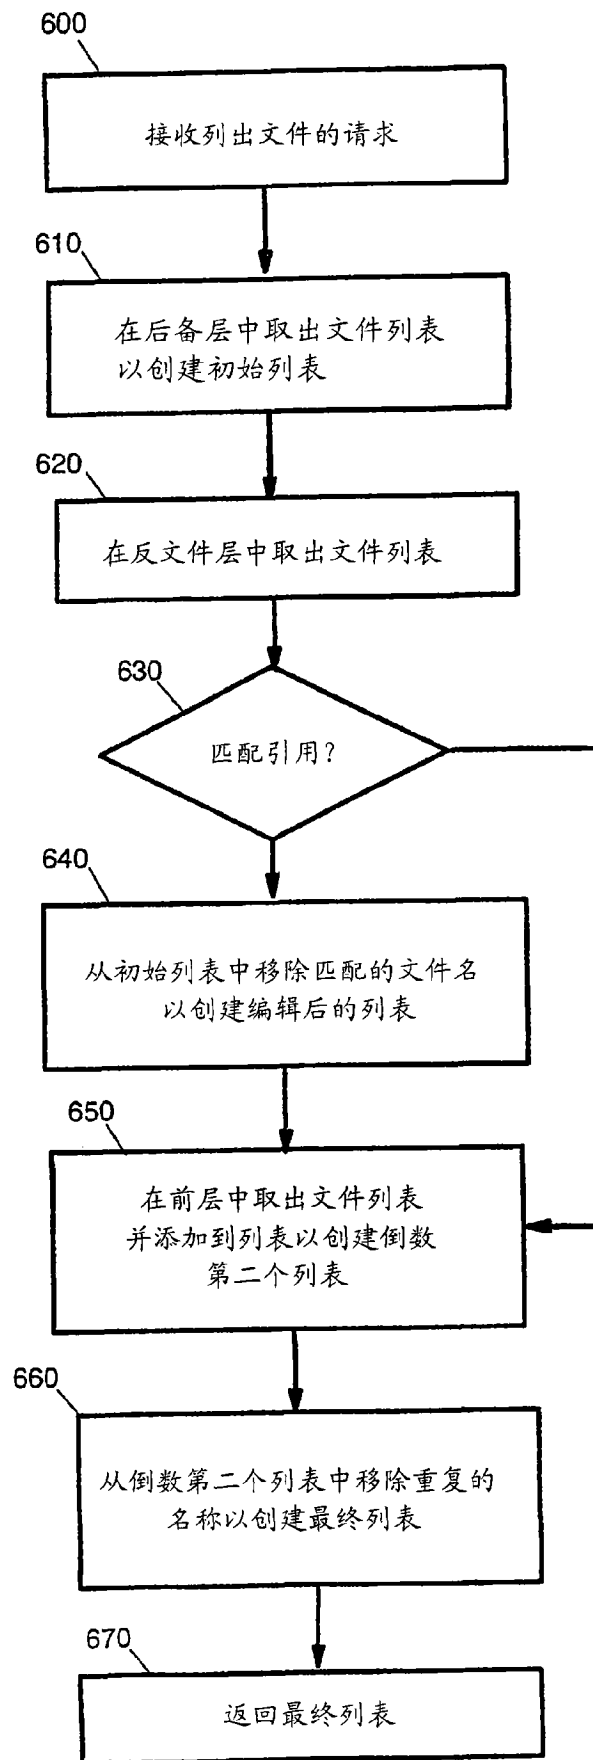 600
接收列出文件的请求
610
在后备层中取出文件列表
以创建初始列表
620
在反文件层中取出文件列表
630
匹配引用?
640
从初始列表中移除匹配的文件名
以创建编辑后的列表
650
在前层中取出文件列表
并添加到列表以创建倒数
第二个列表
660
从倒数第二个列表中移除重复的
名称以创建最终列表
670
返回最终列表